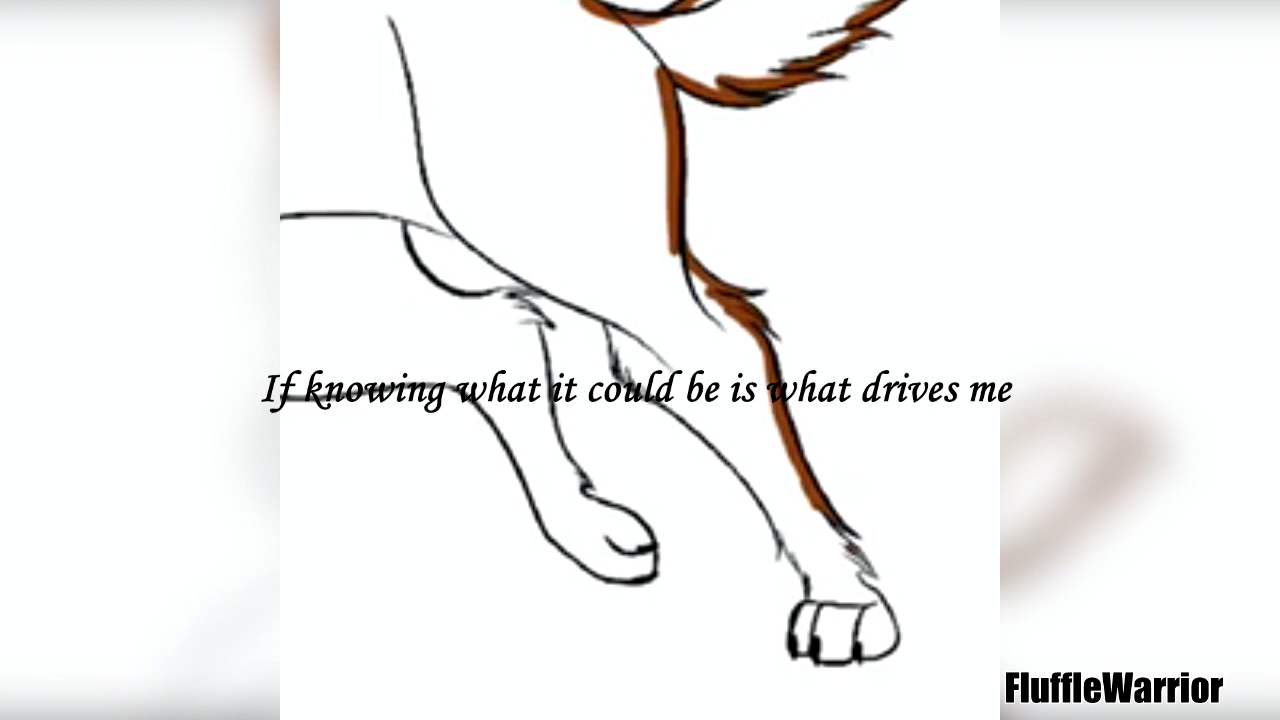 If knowing what it could be is what drives me
FluffleWarrior